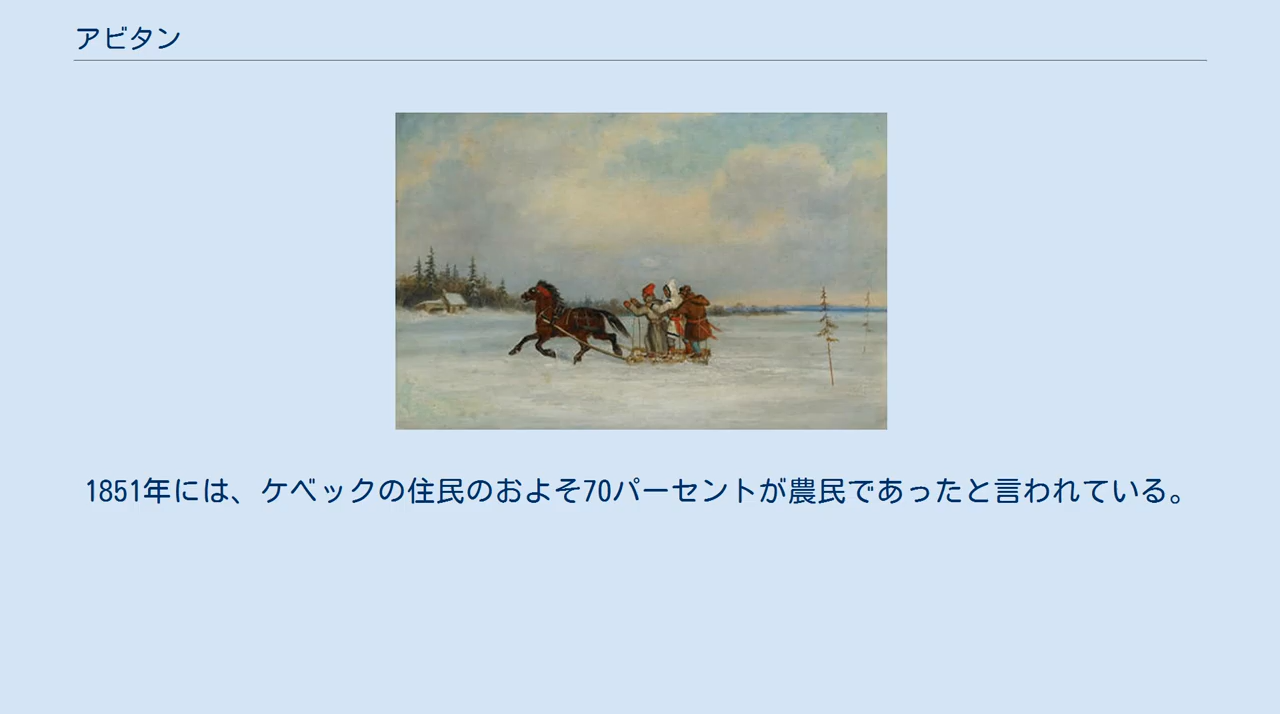 アビタン
1851年には、ケベックの住民のおよそ70パーセントが農民であったと言われている。